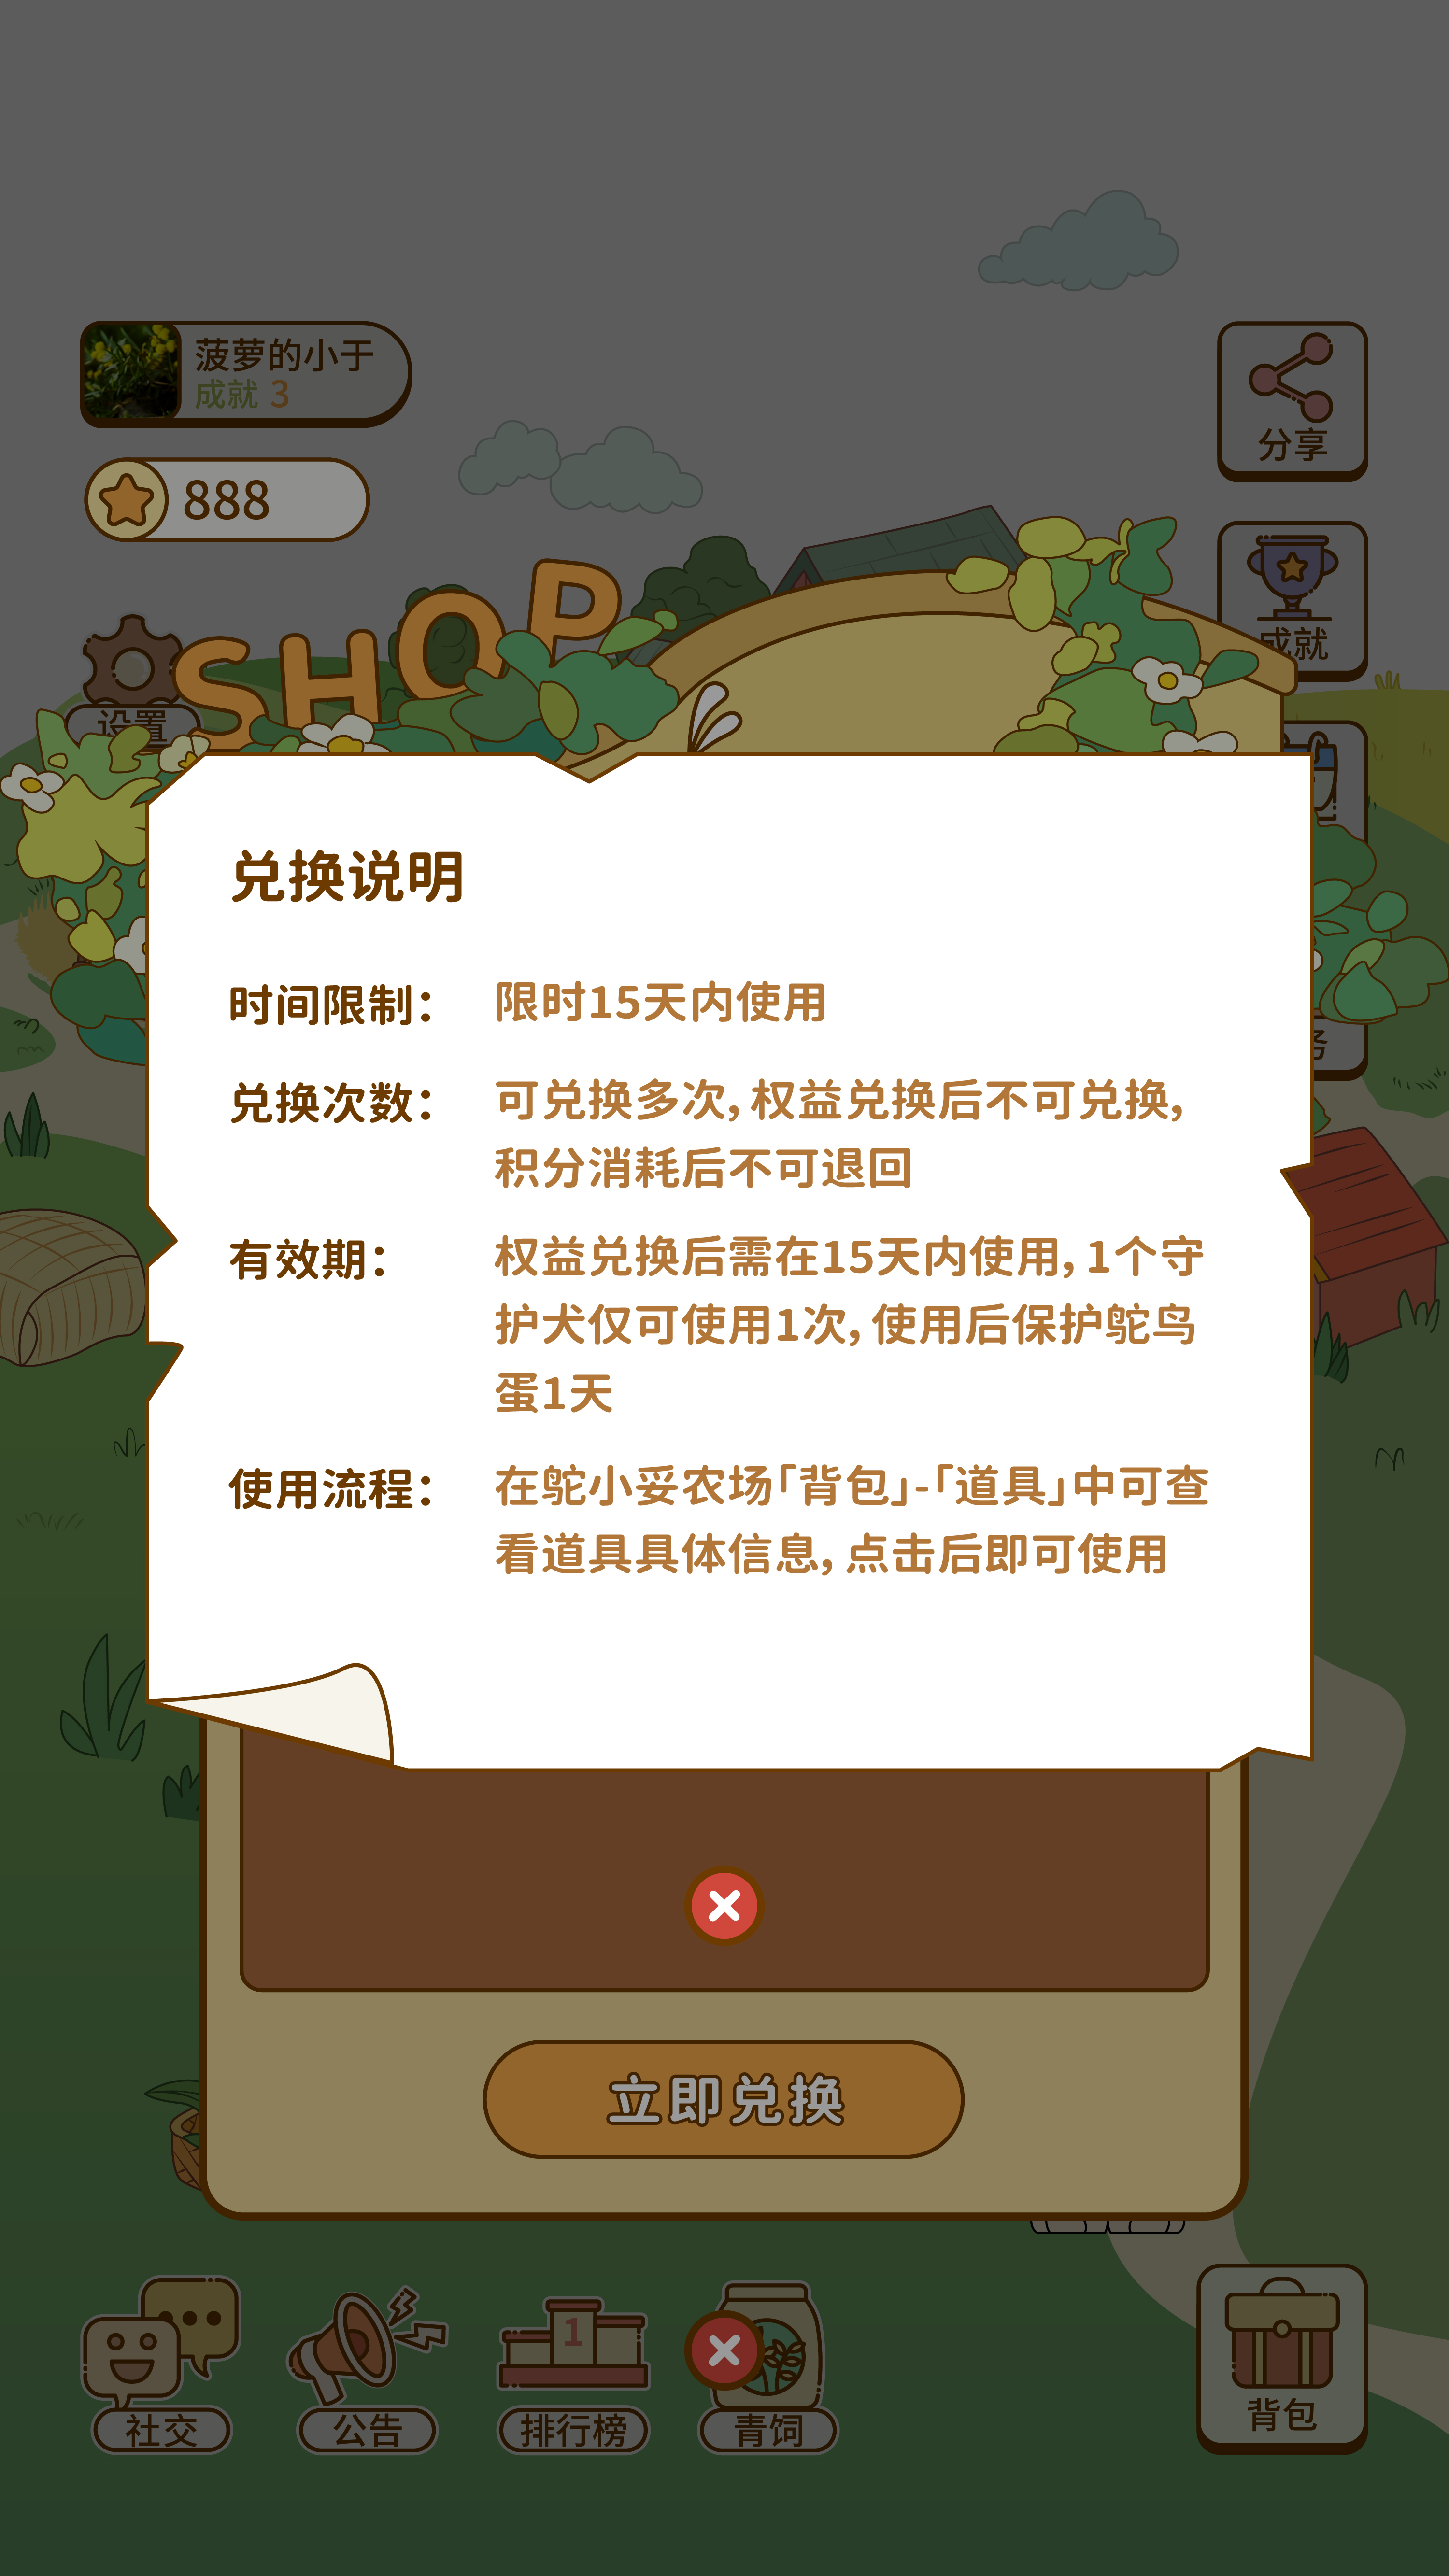 菠萝的小于
成就 3
888
分享
成就
设置
SHOP
兑换说明
时间限制：
限时15天内使用
兑换次数：
可兑换多次，权益兑换后不可兑换，
积分消耗后不可退回
有效期：
权益兑换后需在15天内使用，1个守
护犬仅可使用1次，使用后保护鸵鸟
蛋1天
使用流程：
在鸵小妥农场「背包」-「道具」中可查
看道具具体信息，点击后即可使用
立即兑换
1
社交
公告
排行榜
青饲
背包